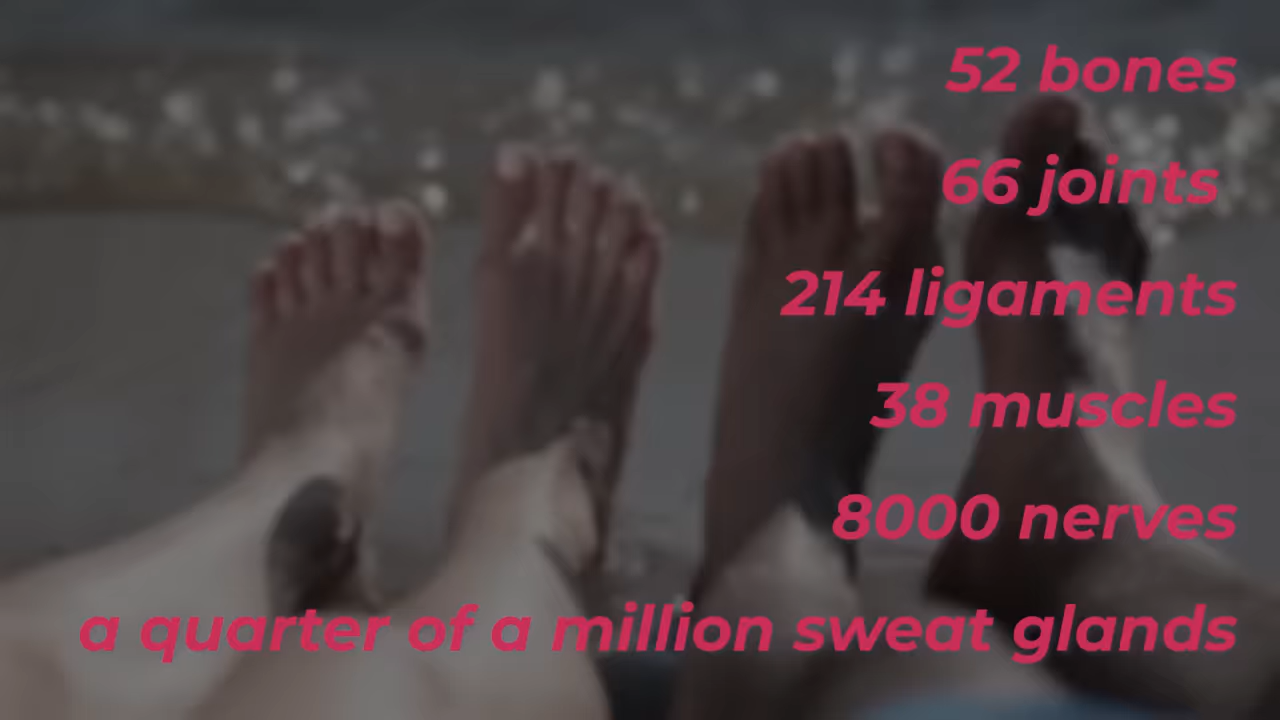 52 bones
66 joints
214 ligaments
38 muscles
8000 nerves
a quarter of a million sweat glands